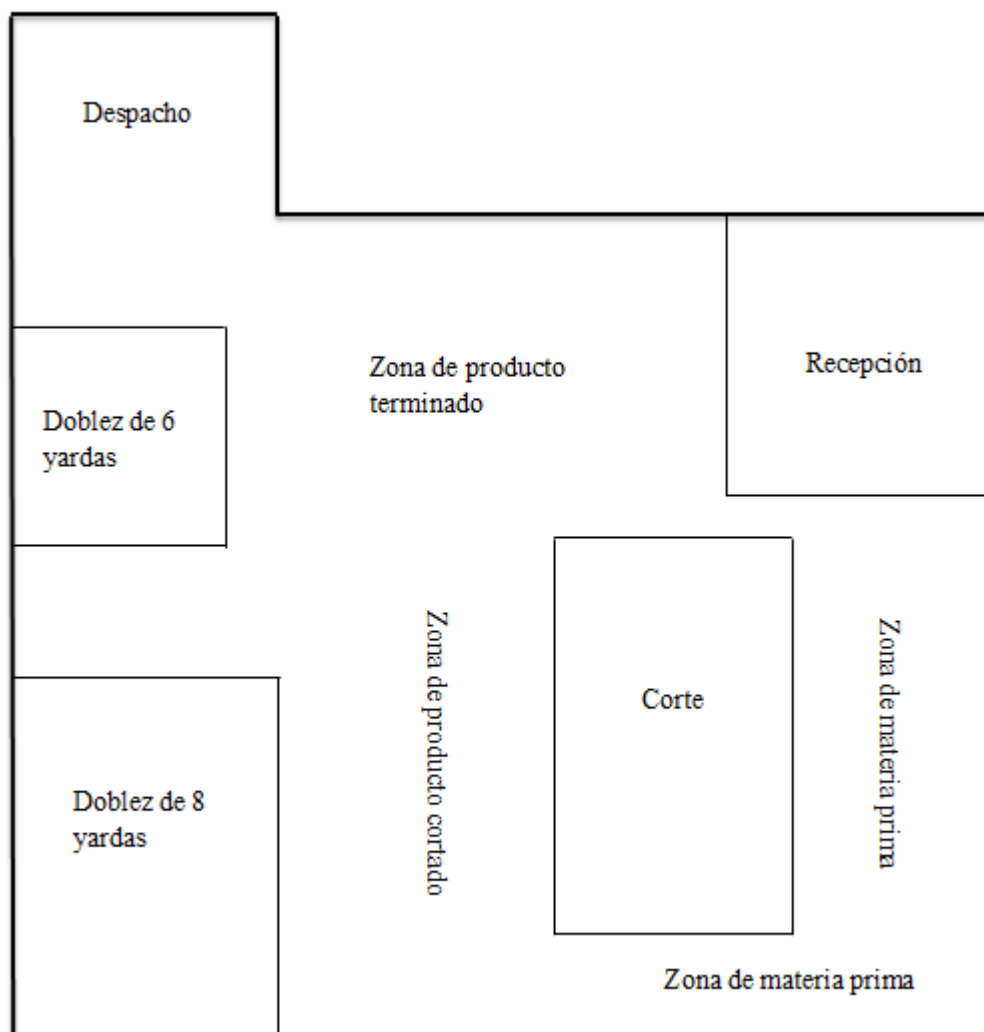 Despacho
Zona de producto
terminado
Recepción
Doblez de 6
yardas
Zona de producto cortado
Corte
Zona de materia prima
Doblez de 8
yardas
Zona de materia prima